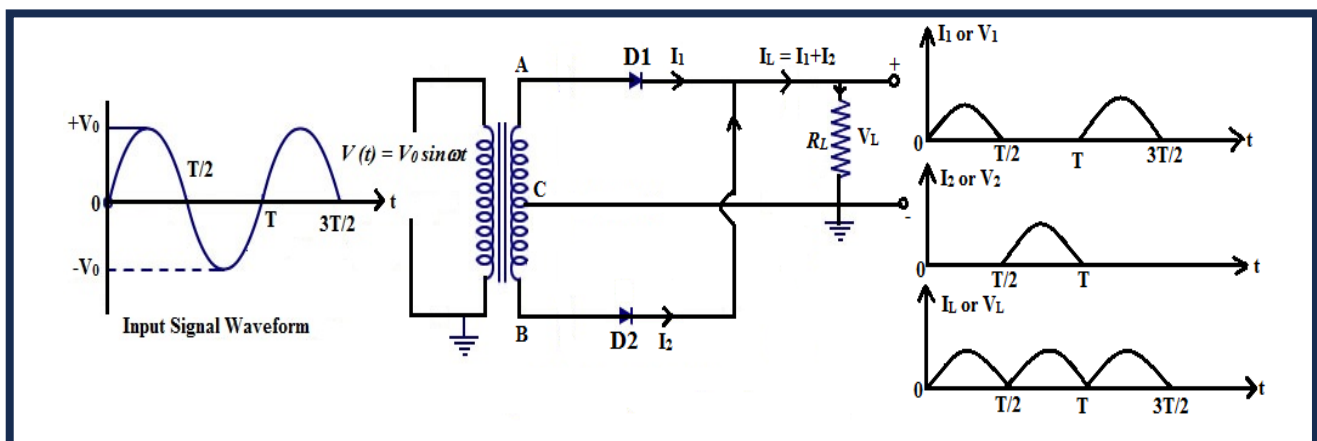 +V₀
0
-V₀
T/2
T
3T/2
t
Input Signal Waveform
V(t) = V₀ sin ωt
A
C
B
D1
I₁
D2
I₂
I_L = I₁+I₂
R_L
V_L
+
-
I₁ or V₁
0
T/2
T
3T/2
t
I₂ or V₂
0
T/2
T
t
I_L or V_L
0
T/2
T
3T/2
t